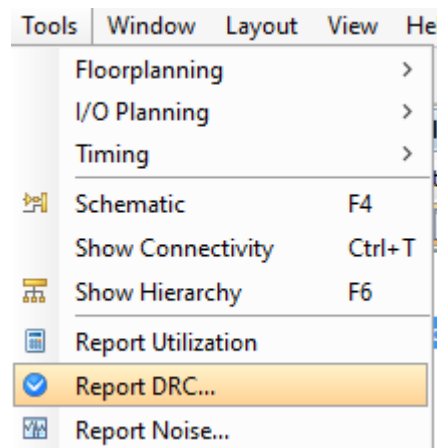 Tools Window Layout View He
Floorplanning >
I/O Planning >
Timing >
Schematic F4
Show Connectivity Ctrl+T
Show Hierarchy F6
Report Utilization
Report DRC...
Report Noise...